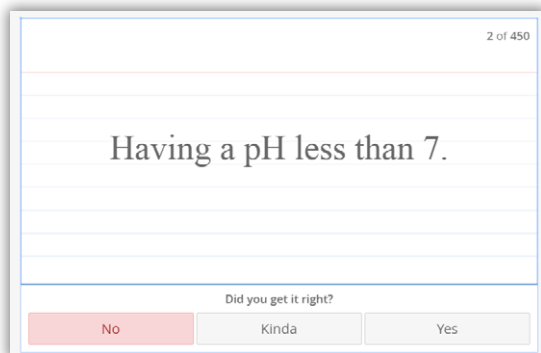 2 of 450
Having a pH less than 7.
Did you get it right?
No
Kinda
Yes